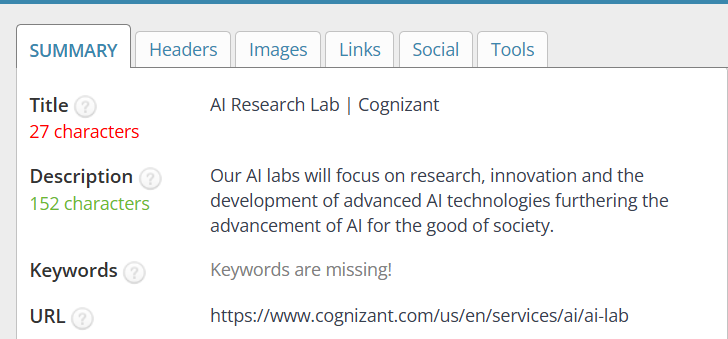 SUMMARY Headers Images Links Social Tools
Title ? AI Research Lab | Cognizant
27 characters
Description ? Our AI labs will focus on research, innovation and the
152 characters development of advanced AI technologies furthering the
advancement of AI for the good of society.
Keywords ? Keywords are missing!
URL ? https://www.cognizant.com/us/en/services/ai/ai-lab